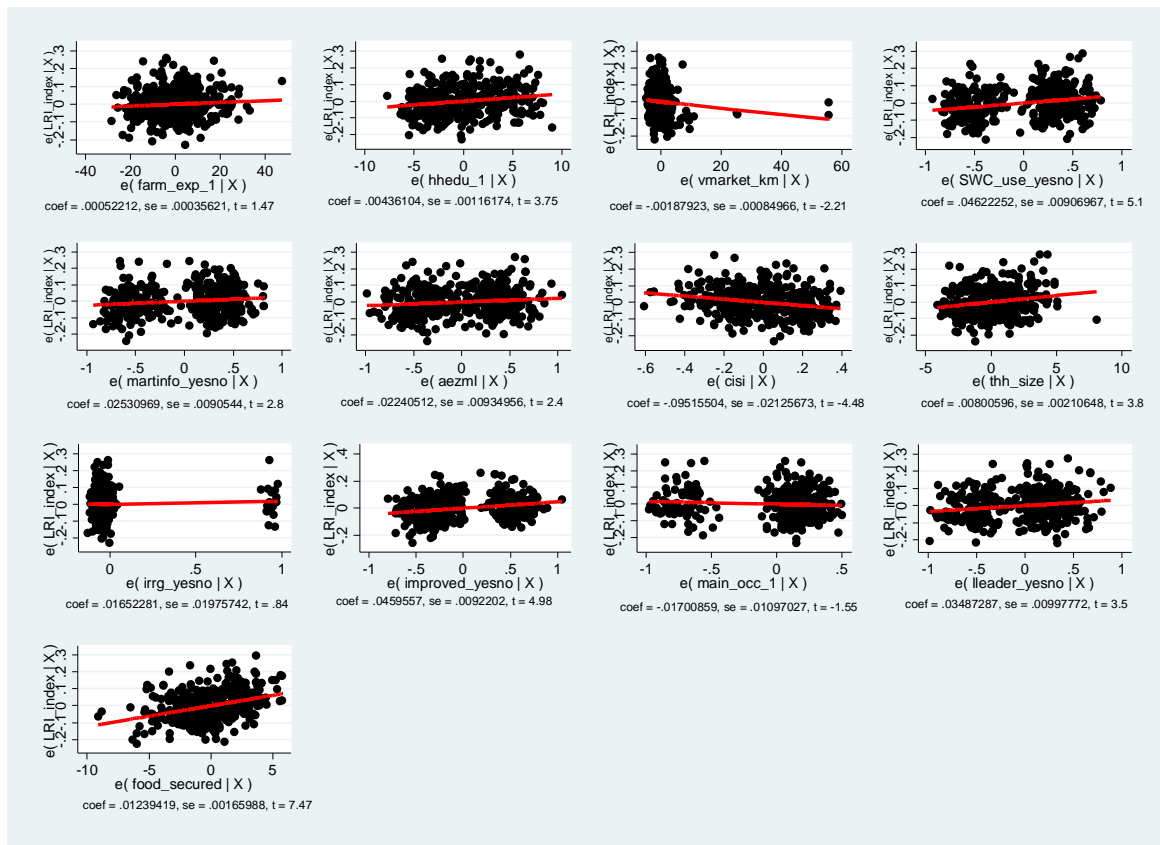 e( LRI_index | X )
-.2 -.1 0 .1 .2 .3
-40 -20 0 20 40
e( farm_exp_1 | X )
coef = .00052212, se = .00035621, t = 1.47
e( LRI_index | X )
-.2 -.1 0 .1 .2 .3
-10 -5 0 5 10
e( hhedu_1 | X )
coef = .00436104, se = .00116174, t = 3.75
e( LRI_index | X )
-.2 -.1 0 .1 .2 .3
0 20 40 60
e( vmarket_km | X )
coef = -.00187923, se = .00084966, t = -2.21
e( LRI_index | X )
-.2 -.1 0 .1 .2 .3
-1 -.5 0 .5 1
e( SWC_use_yesno | X )
coef = .04622252, se = .00906967, t = 5.1
e( LRI_index | X )
-.2 -.1 0 .1 .2 .3
-1 -.5 0 .5 1
e( martinfo_yesno | X )
coef = .02530969, se = .0090544, t = 2.8
e( LRI_index | X )
-.2 -.1 0 .1 .2 .3
-1 -.5 0 .5 1
e( aezml | X )
coef = .02240512, se = .00934956, t = 2.4
e( LRI_index | X )
-.2 -.1 0 .1 .2 .3
-.6 -.4 -.2 0 .2 .4
e( cisi | X )
coef = -.09515504, se = .02125673, t = -4.48
e( LRI_index | X )
-.2 -.1 0 .1 .2 .3
-5 0 5 10
e( thh_size | X )
coef = .00800596, se = .00210648, t = 3.8
e( LRI_index | X )
-.2 -.1 0 .1 .2 .3
0 .5 1
e( irrg_yesno | X )
coef = .01652281, se = .01975742, t = .84
e( LRI_index | X )
-.2 0 .2 .4
-1 -.5 0 .5 1
e( improved_yesno | X )
coef = .0459557, se = .0092202, t = 4.98
e( LRI_index | X )
-.2 -.1 0 .1 .2 .3
-1 -.5 0 .5
e( main_occ_1 | X )
coef = -.01700859, se = .01097027, t = -1.55
e( LRI_index | X )
-.2 -.1 0 .1 .2 .3
-1 -.5 0 .5 1
e( lleader_yesno | X )
coef = .03487287, se = .00997772, t = 3.5
e( LRI_index | X )
-.2 -.1 0 .1 .2 .3
-10 -5 0 5
e( food_secured | X )
coef = .01239419, se = .00165988, t = 7.47